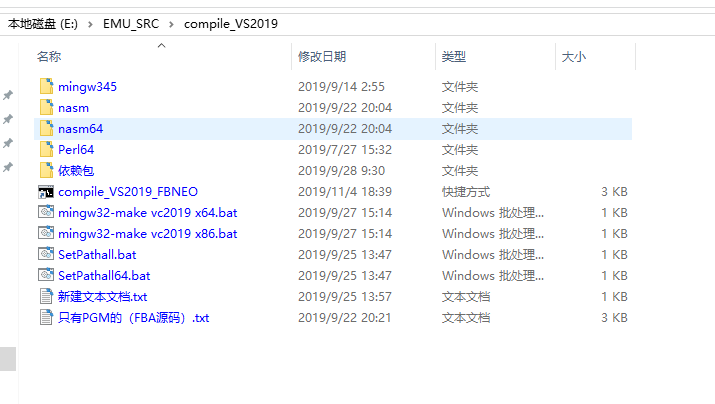 本地磁盘 (E:) › EMU_SRC › compile_VS2019
名称 修改日期 类型 大小
mingw345 2019/9/14 2:55 文件夹
nasm 2019/9/22 20:04 文件夹
nasm64 2019/9/22 20:04 文件夹
Perl64 2019/7/27 15:32 文件夹
依赖包 2019/9/28 9:30 文件夹
compile_VS2019_FBNEO 2019/11/4 18:39 快捷方式 3 KB
mingw32-make vc2019 x64.bat 2019/9/27 15:14 Windows 批处理... 1 KB
mingw32-make vc2019 x86.bat 2019/9/27 15:14 Windows 批处理... 1 KB
SetPathall.bat 2019/9/25 13:47 Windows 批处理... 1 KB
SetPathall64.bat 2019/9/25 13:47 Windows 批处理... 1 KB
新建文本文档.txt 2019/9/25 13:57 文本文档 1 KB
只有PGM的（FBA源码）.txt 2019/9/22 20:21 文本文档 3 KB